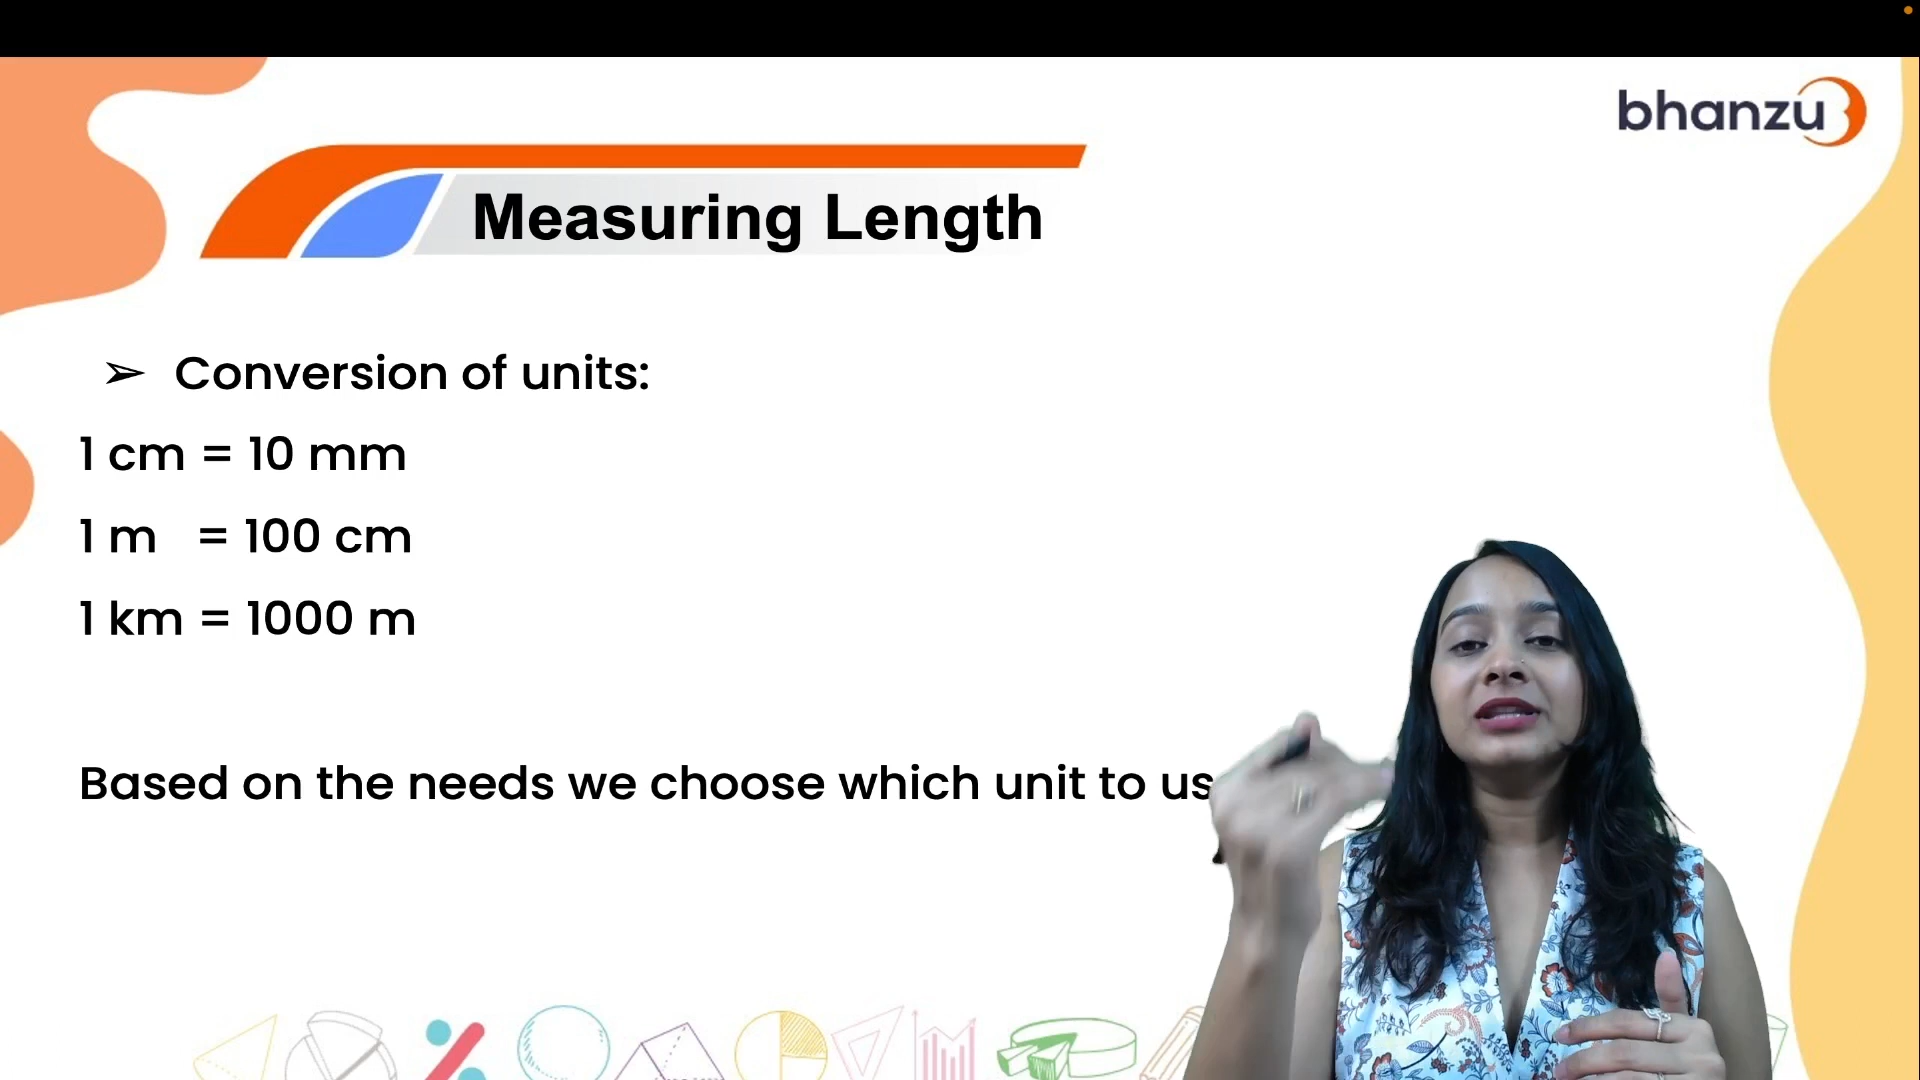 bhanzu
Measuring Length
➢ Conversion of units:
1 cm = 10 mm
1 m = 100 cm
1 km = 1000 m
Based on the needs we choose which unit to us